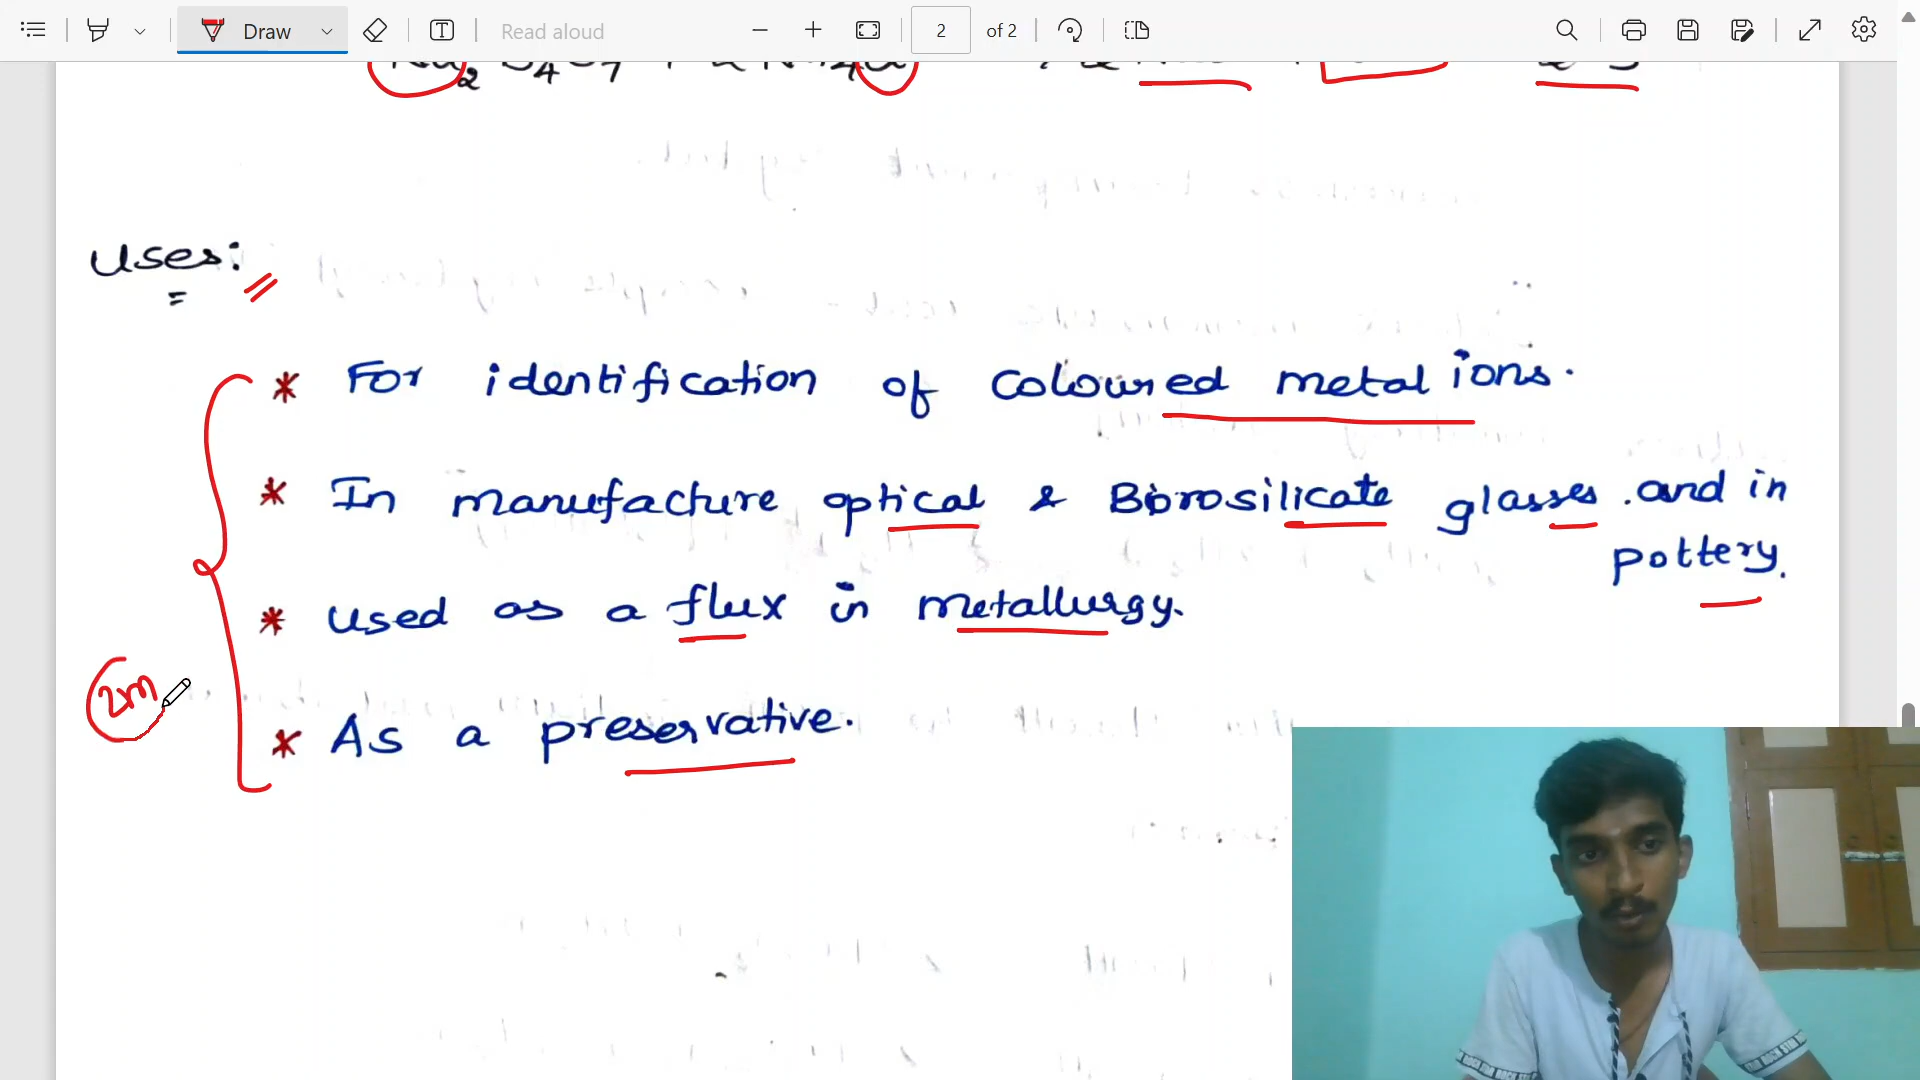 Draw
Read aloud
2 of 2
Uses:
* For identification of Coloured metal ions.
* In manufacture optical & Borosilicate glasses .and in
pottery.
* Used as a flux in metallurgy.
2m
* As a preservative.